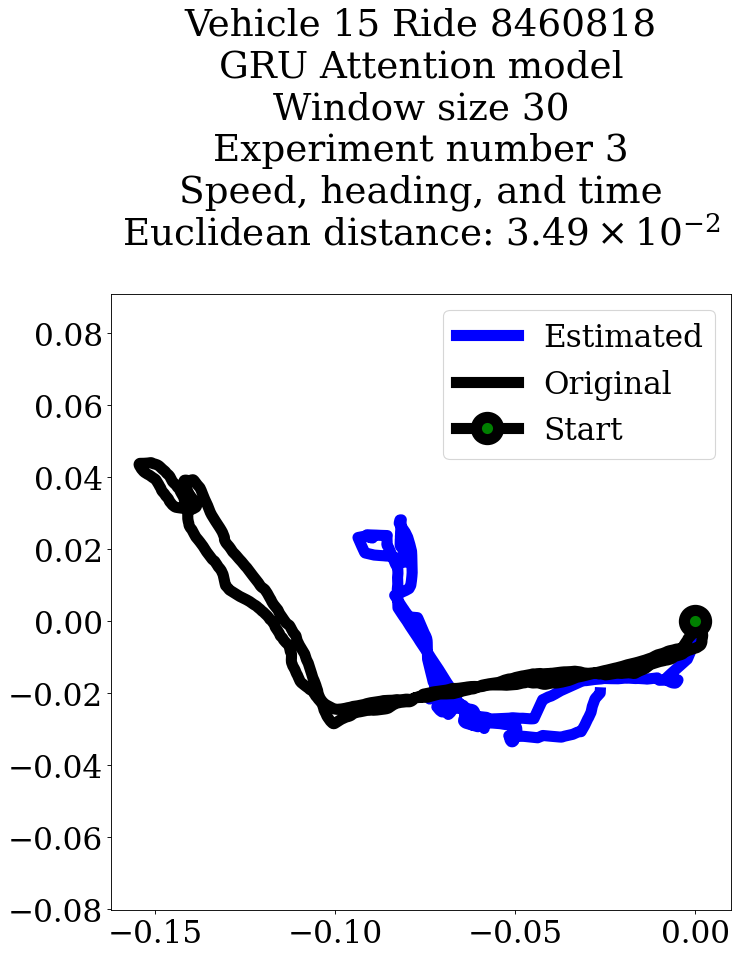 Vehicle 15 Ride 8460818
GRU Attention model
Window size 30
Experiment number 3
Speed, heading, and time
Euclidean distance: 3.49 × 10⁻²
Estimated
Original
Start
0.08
0.06
0.04
0.02
0.00
−0.02
−0.04
−0.06
−0.08
−0.15 −0.10 −0.05 0.00